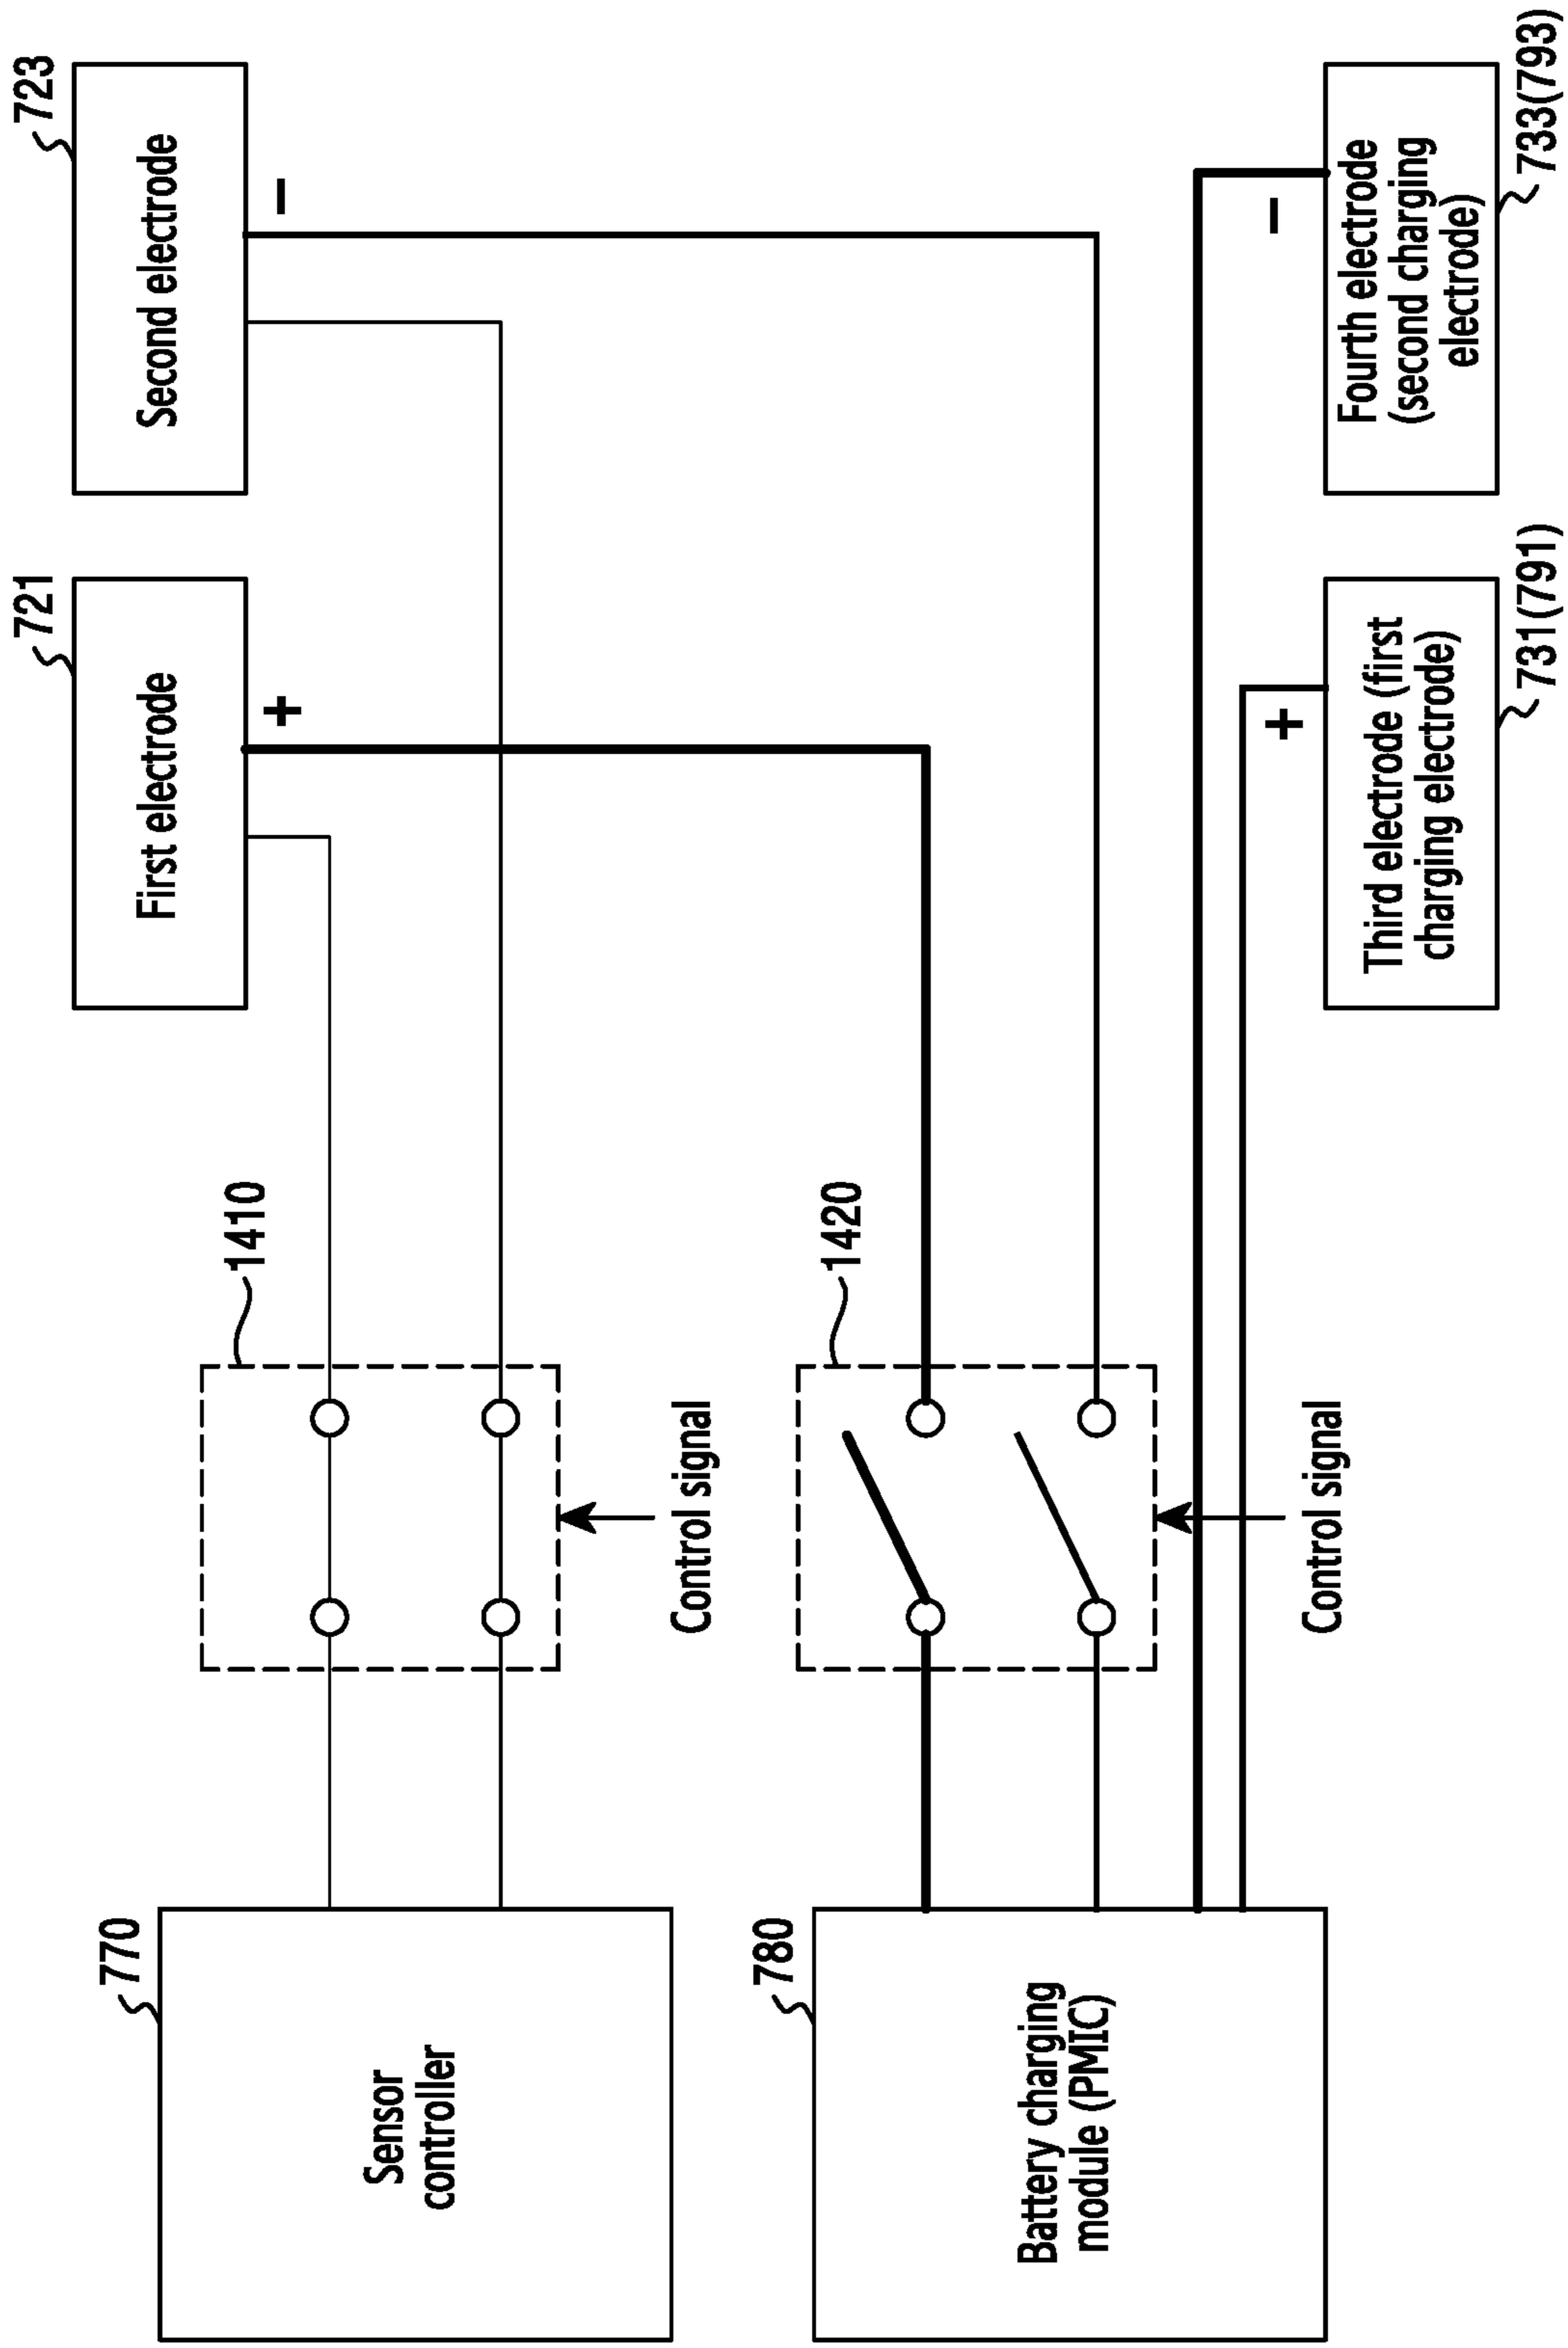 770
Sensor
controller
1410
Control signal
721
First electrode
+
723
Second electrode
−
780
Battery charging
module (PMIC)
1420
Control signal
+
Third electrode (first
charging electrode)
731(791)
−
Fourth electrode
(second charging
electrode)
733(793)